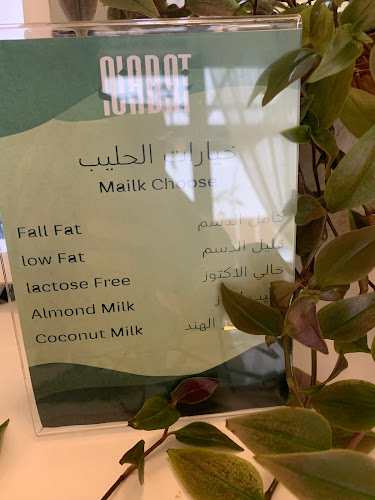 خيارات الحليب
Mailk Choose
Fall Fat كامل الدسم
low Fat قليل الدسم
lactose Free خالي الاكتوز
Almond Milk
Coconut Milk الهند